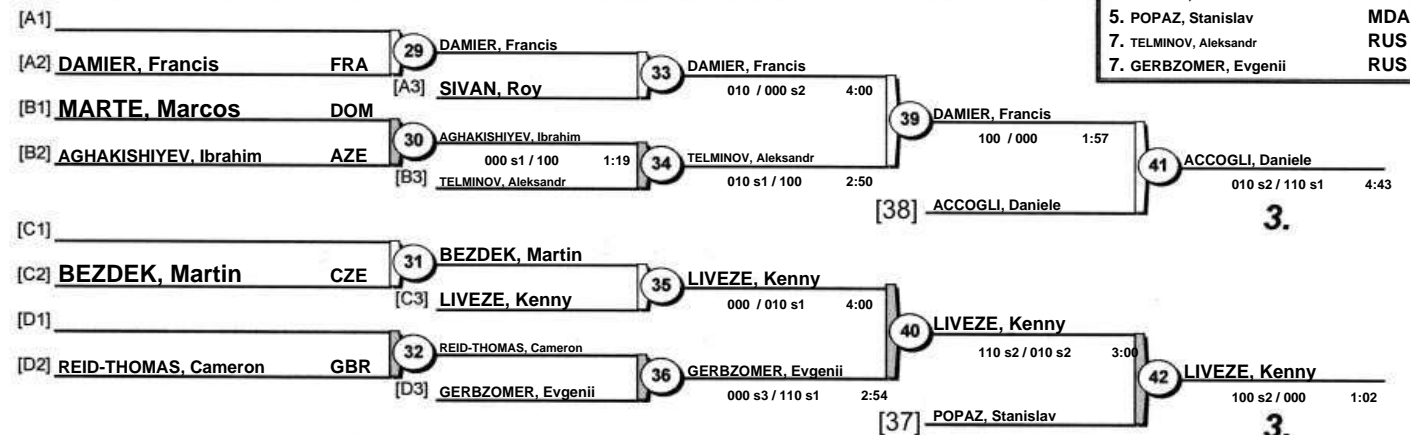 5. POPAZ, Stanislav MDA
7. TELMINOV, Aleksandr RUS
7. GERBZOMER, Evgenii RUS
[A1]
[A2] DAMIER, Francis FRA
29 DAMIER, Francis
[A3] SIVAN, Roy
33 DAMIER, Francis
010 / 000 s2 4:00
[B1] MARTE, Marcos DOM
[B2] AGHAKISHIYEV, Ibrahim AZE
30 AGHAKISHIYEV, Ibrahim
000 s1 / 100 1:19
[B3] TELMINOV, Aleksandr
34 TELMINOV, Aleksandr
010 s1 / 100 2:50
39 DAMIER, Francis
100 / 000 1:57
[38] ACCOGLI, Daniele
41 ACCOGLI, Daniele
010 s2 / 110 s1 4:43
3.
[C1]
[C2] BEZDEK, Martin CZE
31 BEZDEK, Martin
[C3] LIVEZE, Kenny
35 LIVEZE, Kenny
000 / 010 s1 4:00
[D1]
[D2] REID-THOMAS, Cameron GBR
32 REID-THOMAS, Cameron
[D3] GERBZOMER, Evgenii
36 GERBZOMER, Evgenii
000 s3 / 110 s1 2:54
40 LIVEZE, Kenny
110 s2 / 010 s2 3:00
[37] POPAZ, Stanislav
42 LIVEZE, Kenny
100 s2 / 000 1:02
3.